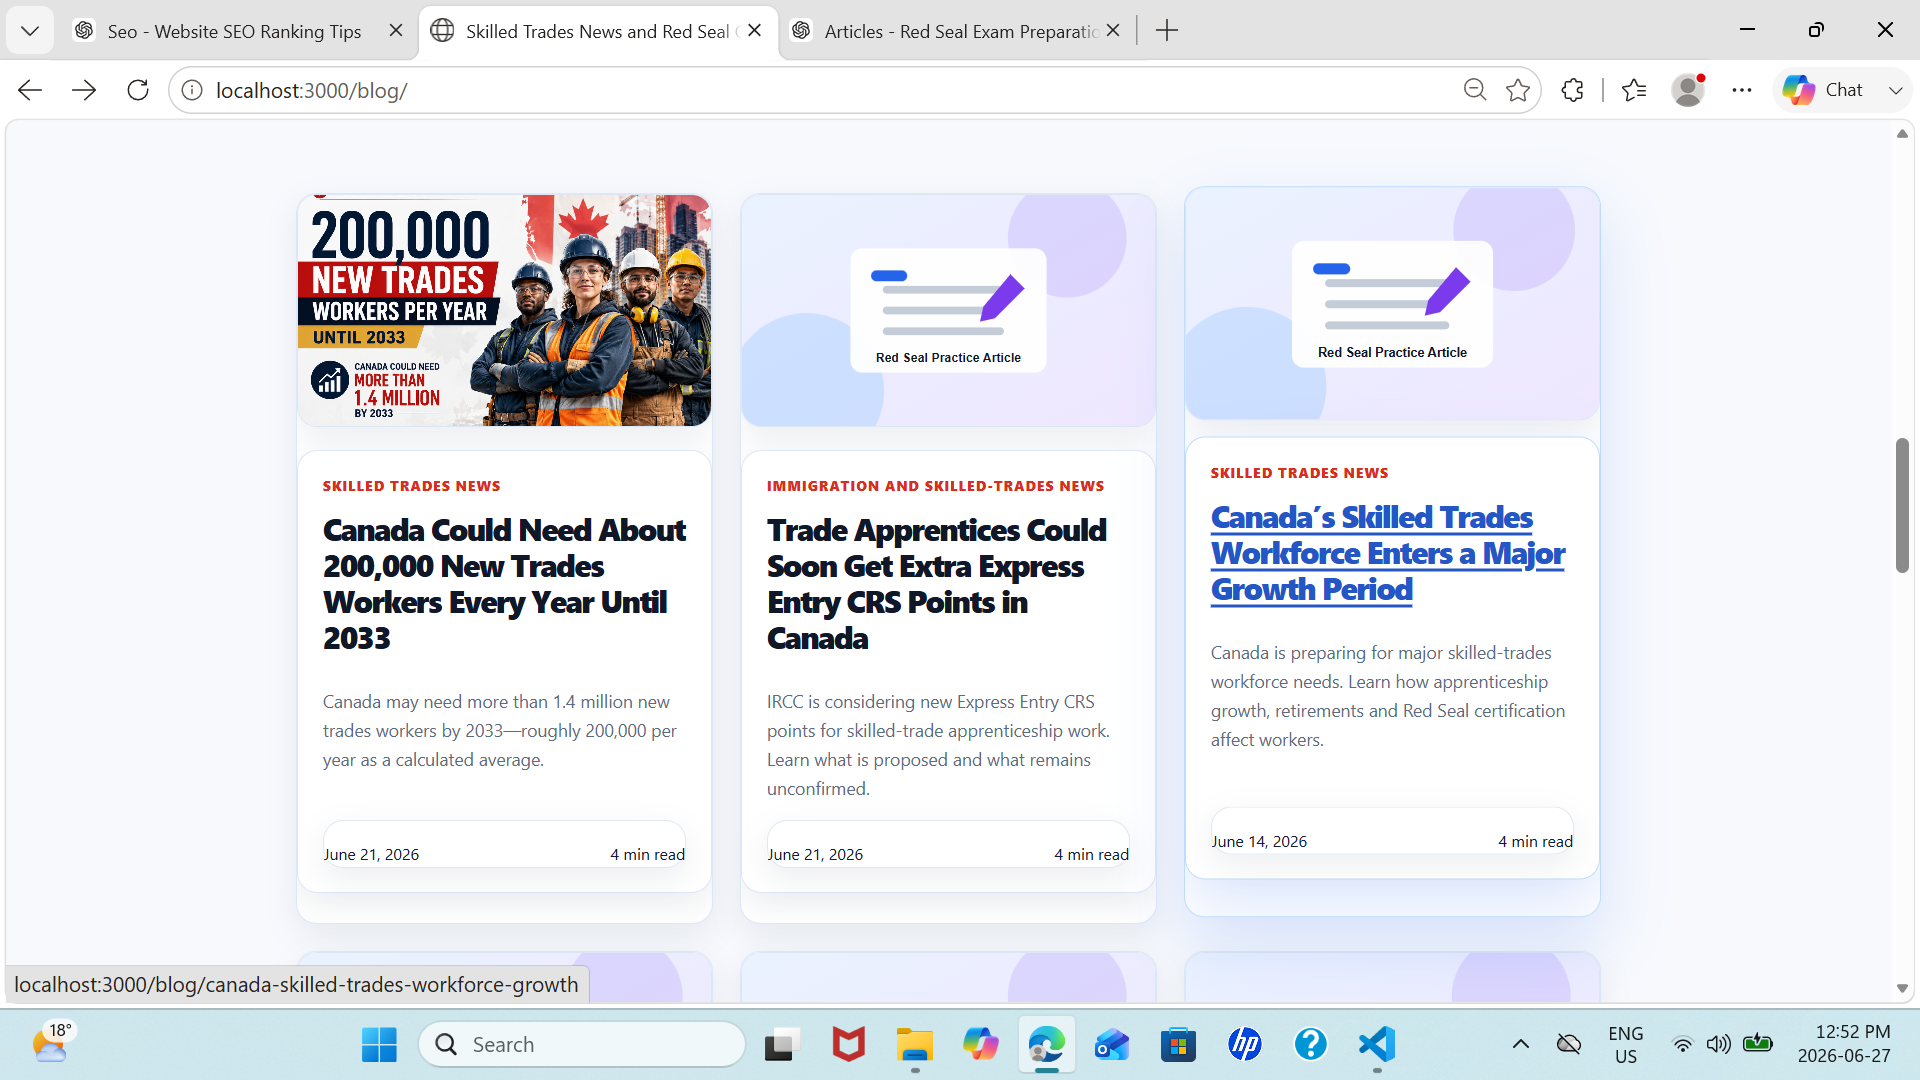 Seo - Website SEO Ranking Tips
Skilled Trades News and Red Seal
Articles - Red Seal Exam Preparatio
localhost:3000/blog/
Chat
200,000
NEW TRADES
WORKERS PER YEAR
UNTIL 2033
CANADA COULD NEED
MORE THAN
1.4 MILLION
BY 2033
SKILLED TRADES NEWS
Canada Could Need About
200,000 New Trades
Workers Every Year Until
2033
Canada may need more than 1.4 million new
trades workers by 2033—roughly 200,000 per
year as a calculated average.
June 21, 2026
4 min read
Red Seal Practice Article
IMMIGRATION AND SKILLED-TRADES NEWS
Trade Apprentices Could
Soon Get Extra Express
Entry CRS Points in
Canada
IRCC is considering new Express Entry CRS
points for skilled-trade apprenticeship work.
Learn what is proposed and what remains
unconfirmed.
June 21, 2026
4 min read
Red Seal Practice Article
SKILLED TRADES NEWS
Canada′s Skilled Trades
Workforce Enters a Major
Growth Period
Canada is preparing for major skilled-trades
workforce needs. Learn how apprenticeship
growth, retirements and Red Seal certification
affect workers.
June 14, 2026
4 min read
localhost:3000/blog/canada-skilled-trades-workforce-growth
18°
Search
hp
ENG
US
12:52 PM
2026-06-27